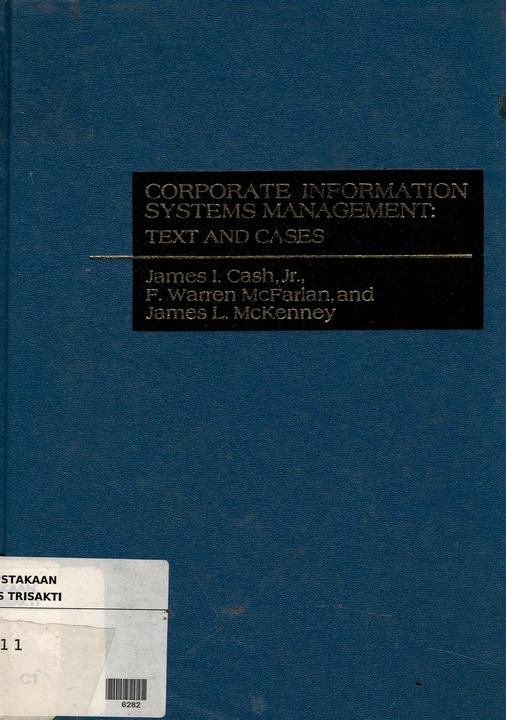 CORPORATE INFORMATION
SYSTEMS MANAGEMENT:
TEXT AND CASES
James I. Cash, Jr.,
F. Warren McFarlan, and
James L. McKenney
STAKAAN
S TRISAKTI
11
C1
6282